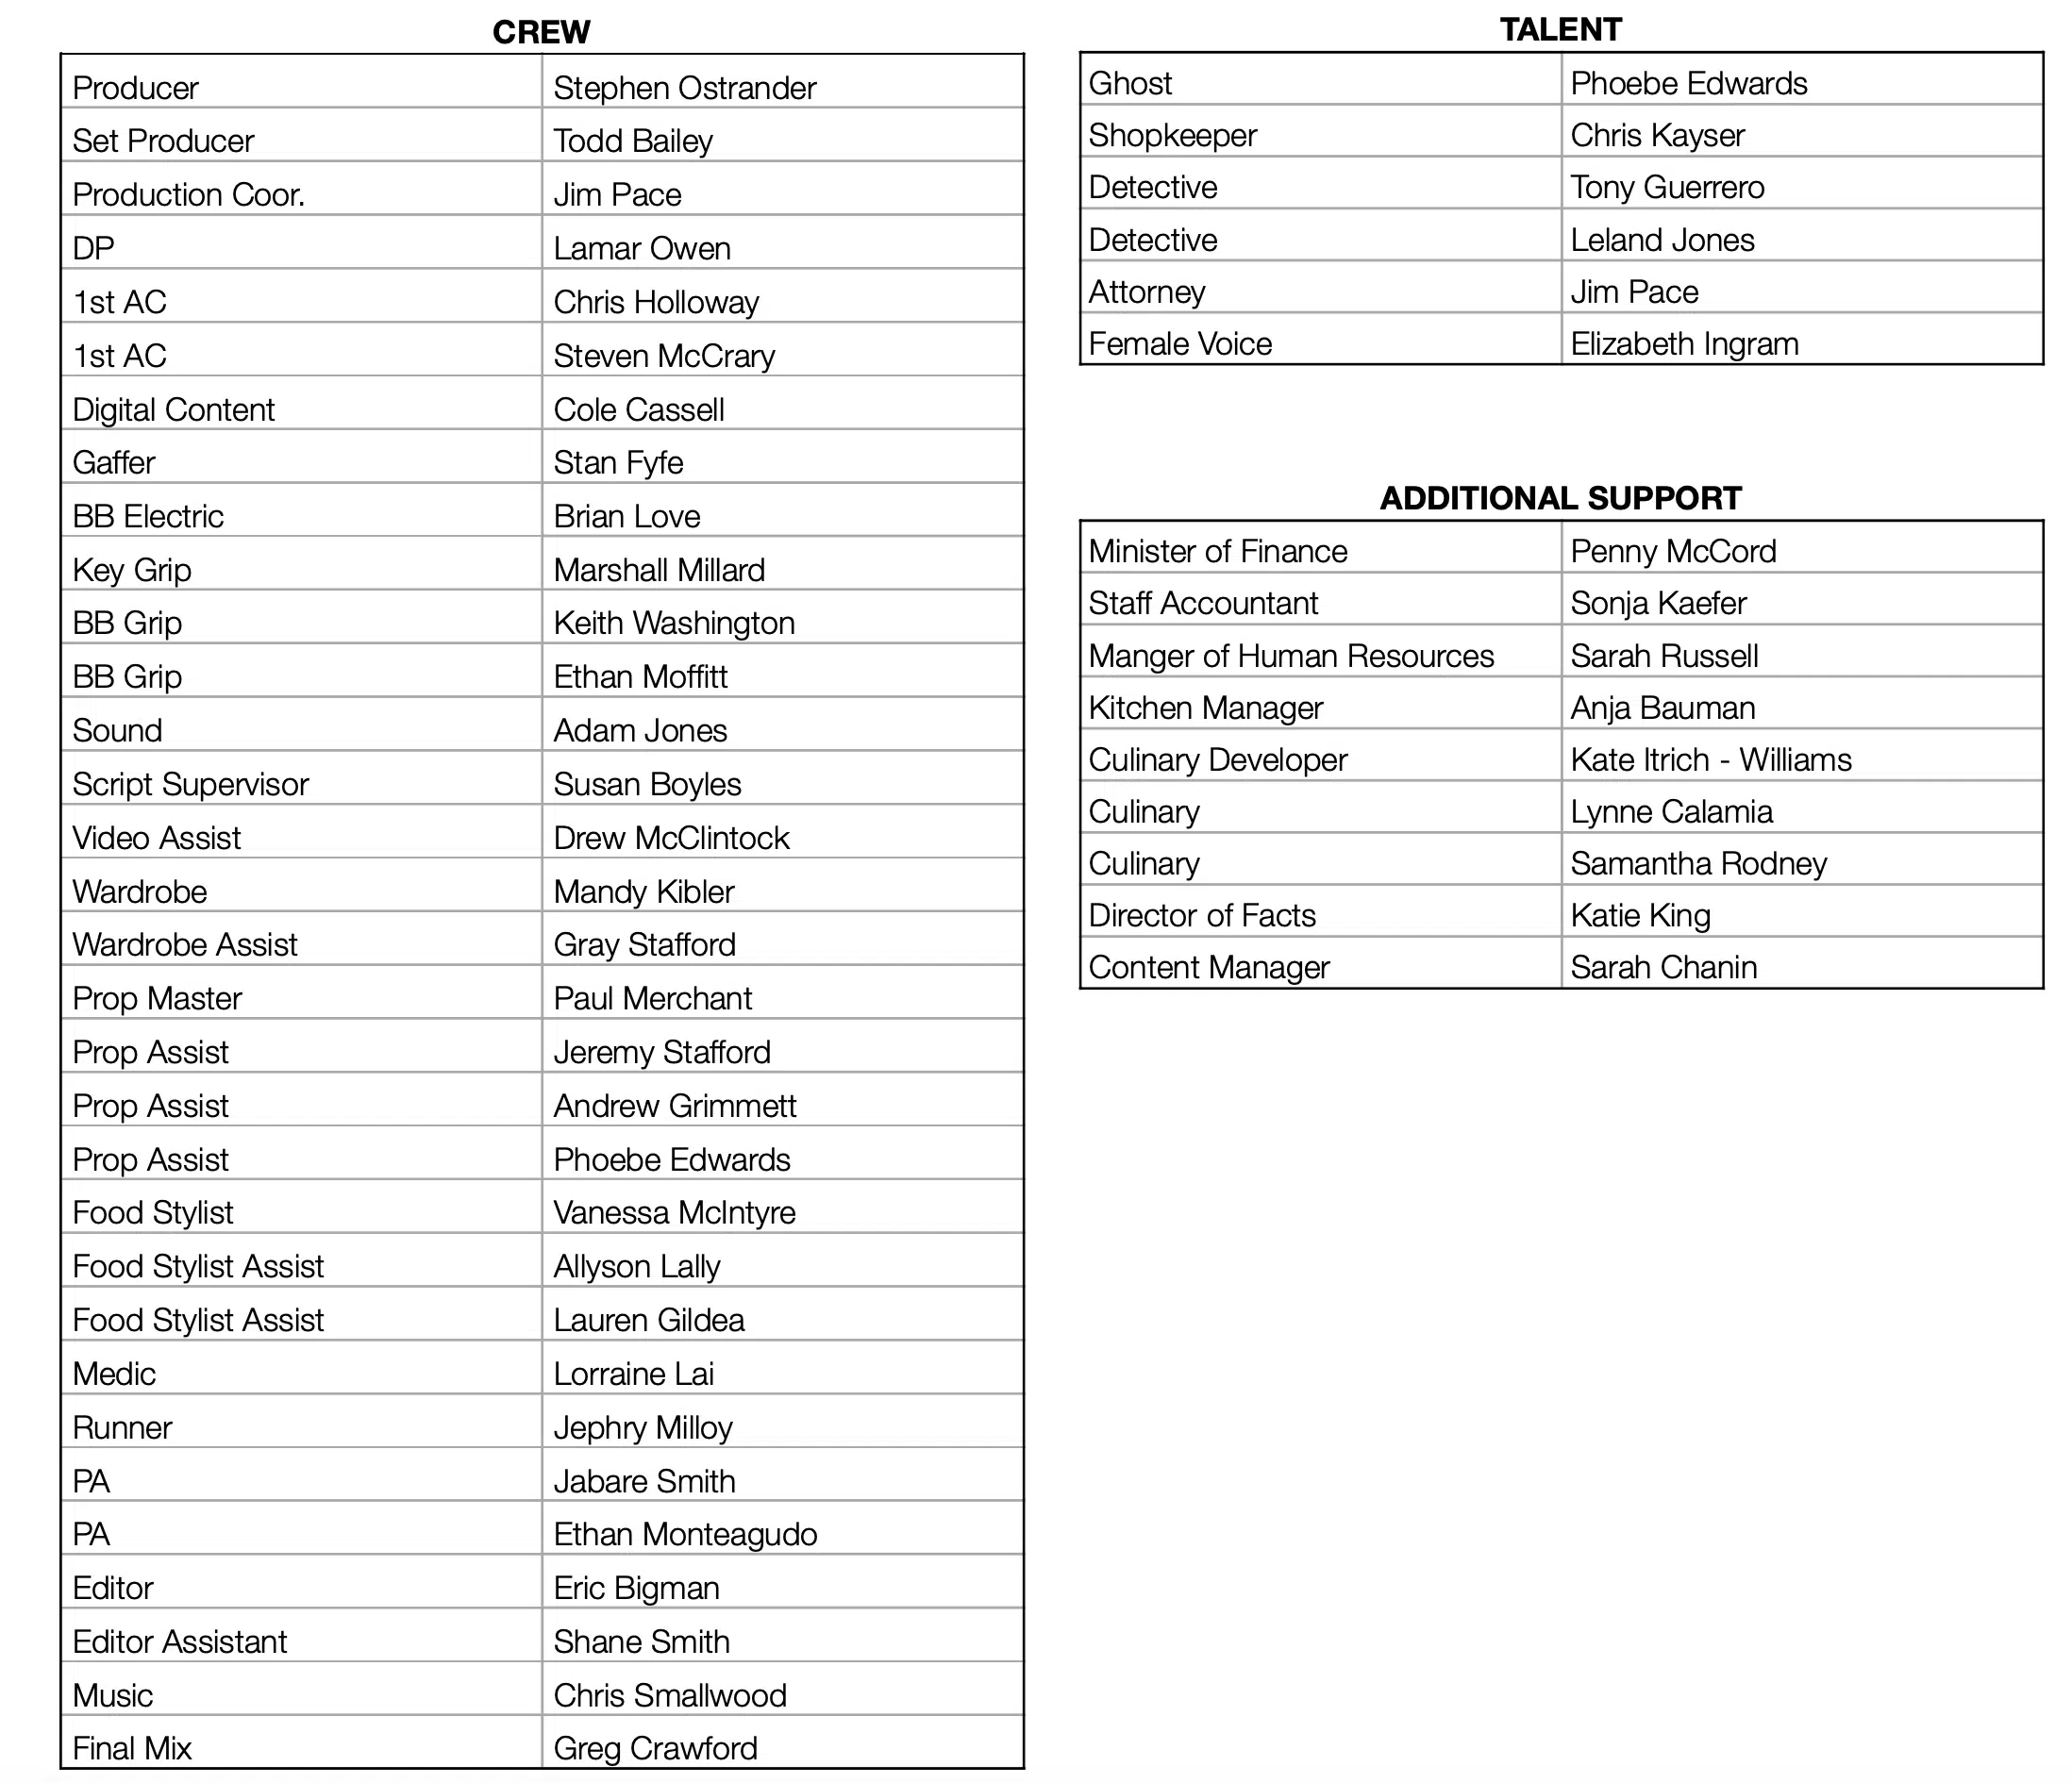 CREW
Producer Stephen Ostrander
Set Producer Todd Bailey
Production Coor. Jim Pace
DP Lamar Owen
1st AC Chris Holloway
1st AC Steven McCrary
Digital Content Cole Cassell
Gaffer Stan Fyfe
BB Electric Brian Love
Key Grip Marshall Millard
BB Grip Keith Washington
BB Grip Ethan Moffitt
Sound Adam Jones
Script Supervisor Susan Boyles
Video Assist Drew McClintock
Wardrobe Mandy Kibler
Wardrobe Assist Gray Stafford
Prop Master Paul Merchant
Prop Assist Jeremy Stafford
Prop Assist Andrew Grimmett
Prop Assist Phoebe Edwards
Food Stylist Vanessa McIntyre
Food Stylist Assist Allyson Lally
Food Stylist Assist Lauren Gildea
Medic Lorraine Lai
Runner Jephry Milloy
PA Jabare Smith
PA Ethan Monteagudo
Editor Eric Bigman
Editor Assistant Shane Smith
Music Chris Smallwood
Final Mix Greg Crawford
TALENT
Ghost Phoebe Edwards
Shopkeeper Chris Kayser
Detective Tony Guerrero
Detective Leland Jones
Attorney Jim Pace
Female Voice Elizabeth Ingram
ADDITIONAL SUPPORT
Minister of Finance Penny McCord
Staff Accountant Sonja Kaefer
Manger of Human Resources Sarah Russell
Kitchen Manager Anja Bauman
Culinary Developer Kate Itrich - Williams
Culinary Lynne Calamia
Culinary Samantha Rodney
Director of Facts Katie King
Content Manager Sarah Chanin